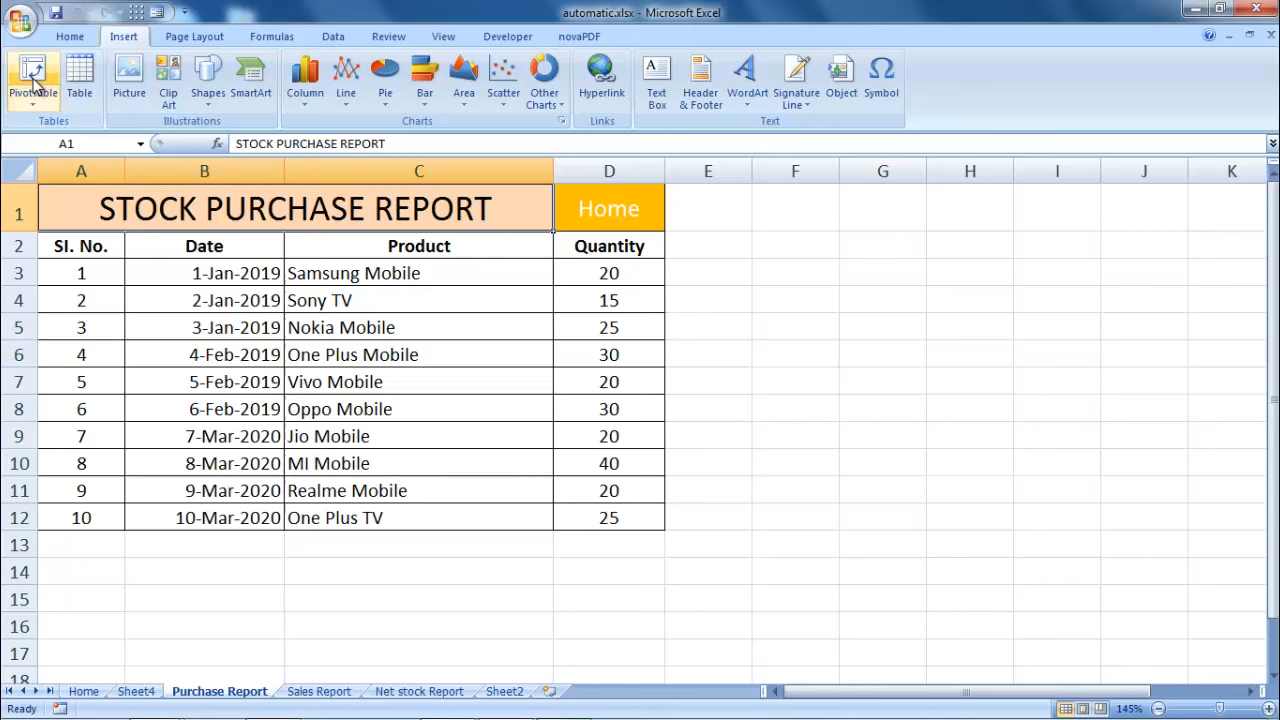 automatic.xlsx - Microsoft Excel
Home Insert Page Layout Formulas Data Review View Developer novaPDF
PivotTable Table Picture Clip Art Shapes SmartArt Column Line Pie Bar Area Scatter Other Charts Hyperlink Text Box Header & Footer WordArt Signature Line Object Symbol
Tables Illustrations Charts Links Text
A1 fx STOCK PURCHASE REPORT
A B C D E F G H I J K
1 STOCK PURCHASE REPORT Home
2 SI. No. Date Product Quantity
3 1 1-Jan-2019 Samsung Mobile 20
4 2 2-Jan-2019 Sony TV 15
5 3 3-Jan-2019 Nokia Mobile 25
6 4 4-Feb-2019 One Plus Mobile 30
7 5 5-Feb-2019 Vivo Mobile 20
8 6 6-Feb-2019 Oppo Mobile 30
9 7 7-Mar-2020 Jio Mobile 20
10 8 8-Mar-2020 MI Mobile 40
11 9 9-Mar-2020 Realme Mobile 20
12 10 10-Mar-2020 One Plus TV 25
13
14
15
16
17
18
Home Sheet4 Purchase Report Sales Report Net stock Report Sheet2
Ready 145%